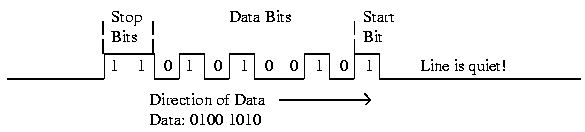 Stop Bits
Data Bits
Start Bit
1 1 0 1 0 1 0 0 1 0 1
Line is quiet!
Direction of Data
Data: 0100 1010